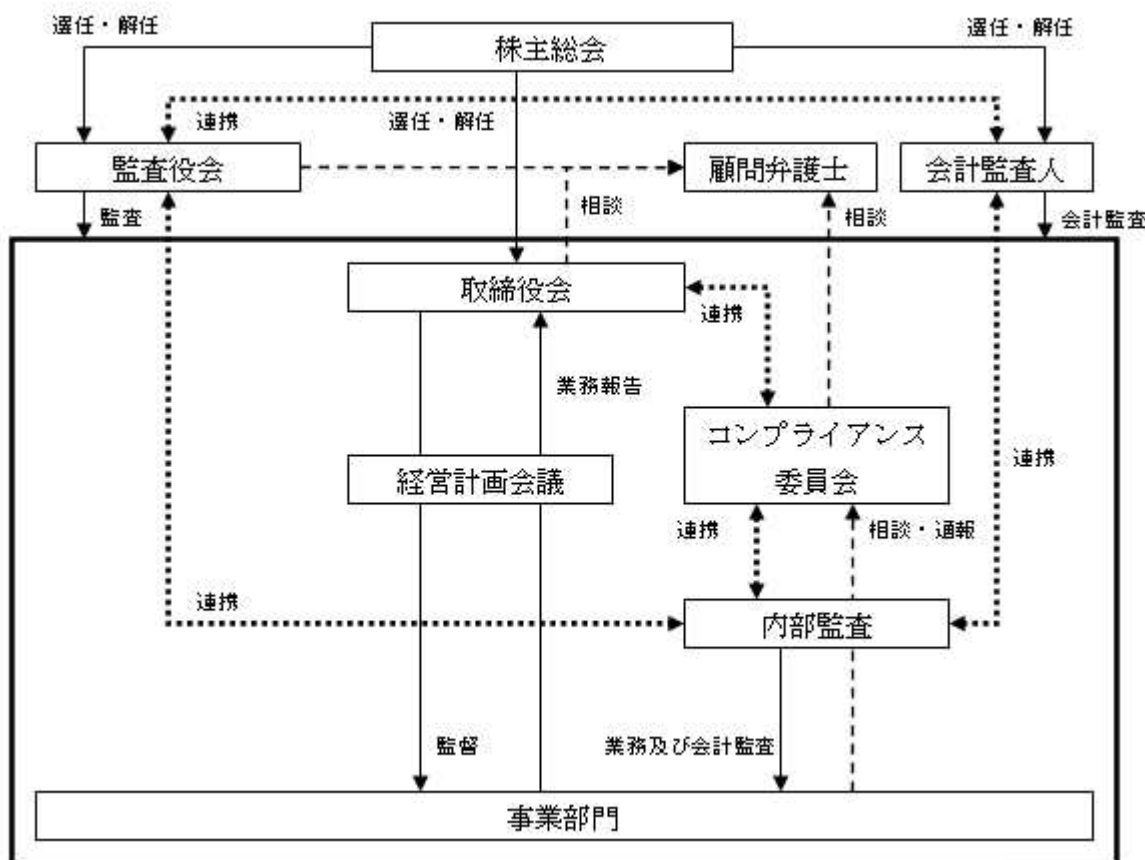 選任・解任
株主総会
選任・解任
連携
選任・解任
監査役会
顧問弁護士
会計監査人
監査
相談
相談
会計監査
取締役会
連携
業務報告
コンプライアンス
委員会
経営計画会議
連携
連携
相談・通報
連携
内部監査
監督
業務及び会計監査
事業部門